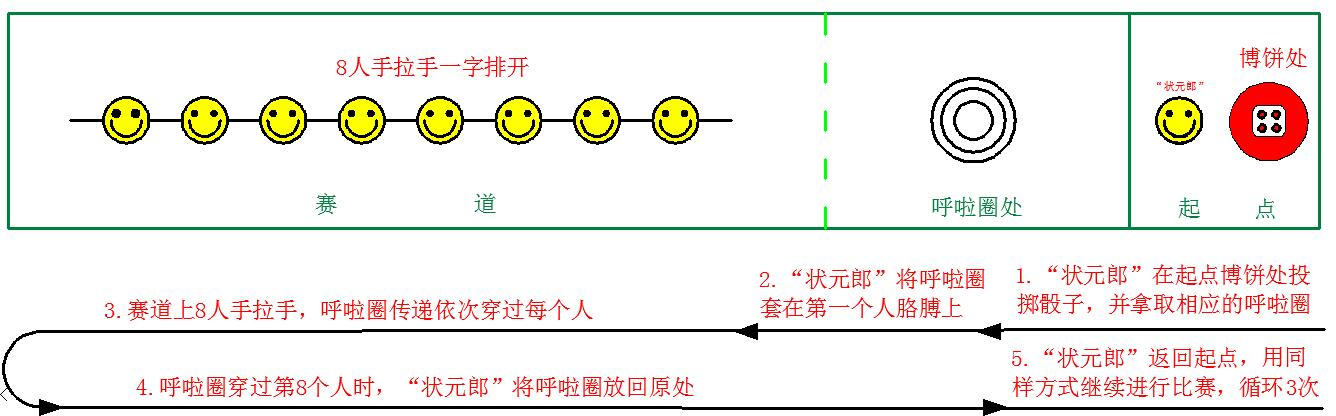 8人手拉手一字排开
博饼处
“状元郎”
赛 道
呼啦圈处
起 点
1.“状元郎”在起点博饼处投
掷骰子，并拿取相应的呼啦圈
2.“状元郎”将呼啦圈
套在第一个人胳膊上
3.赛道上8人手拉手，呼啦圈传递依次穿过每个人
4.呼啦圈穿过第8个人时，“状元郎”将呼啦圈放回原处
5.“状元郎”返回起点，用同
样方式继续进行比赛，循环3次